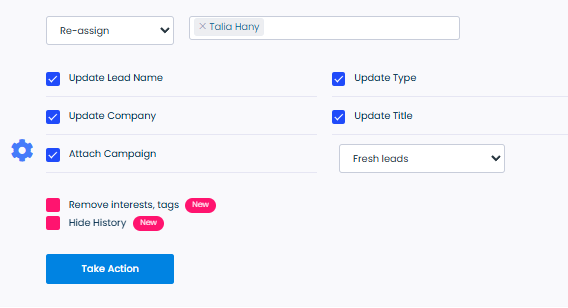 Re-assign × Talia Hany
Update Lead Name Update Type
Update Company Update Title
Attach Campaign Fresh leads
Remove interests, tags New
Hide History New
Take Action